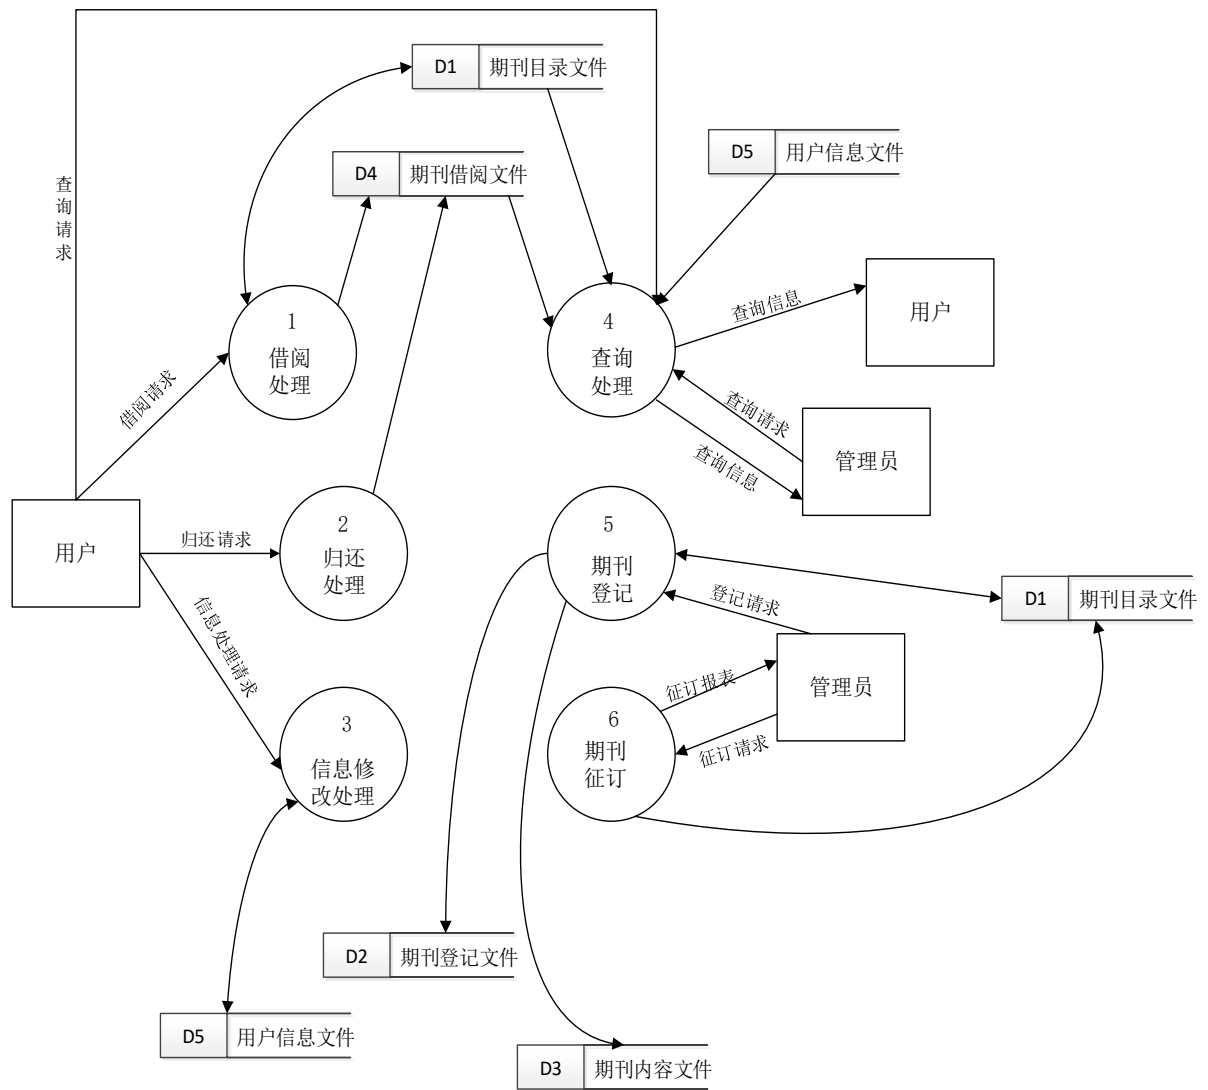 D1 期刊目录文件
D5 用户信息文件
D4 期刊借阅文件
查询请求
1
借阅
处理
4
查询
处理
查询信息
用户
借阅请求
查询请求
查询信息
管理员
用户
归还请求
2
归还
处理
5
期刊
登记
登记请求
D1 期刊目录文件
信息处理请求
管理员
征订报表
征订请求
3
信息修
改处理
6
期刊
征订
D2 期刊登记文件
D5 用户信息文件
D3 期刊内容文件